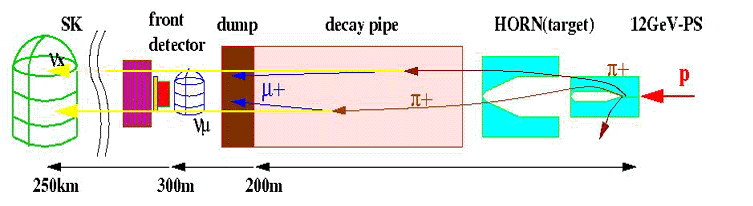 SK
front
detector
dump
decay pipe
HORN(target)
12GeV-PS
νx
π+
p
μ+
π+
νμ
250km
300m
200m